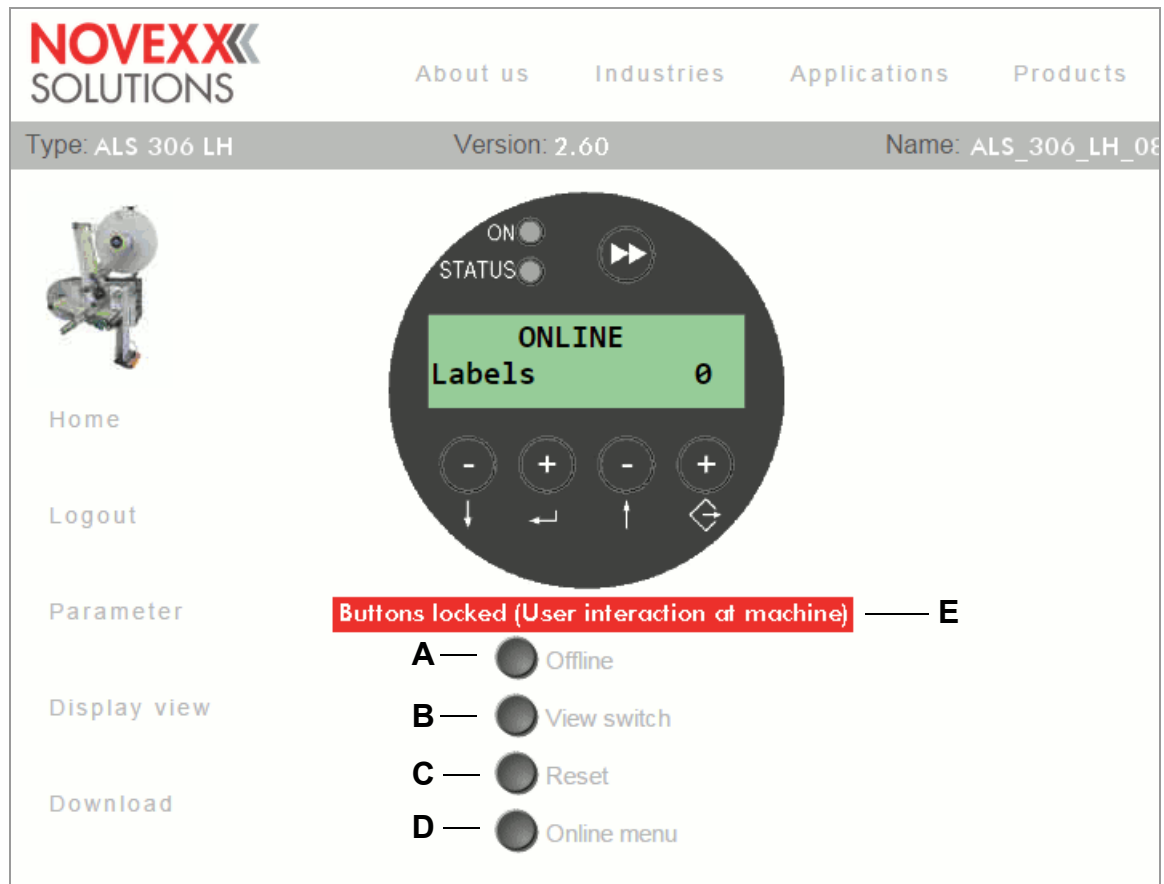 NOVEXX
SOLUTIONS
About us Industries Applications Products
Type: ALS 306 LH Version: 2.60 Name: ALS_306_LH_08
ON
STATUS
ONLINE
Labels 0
- + - +
Home
Logout
Parameter
Display view
Download
Buttons locked (User interaction at machine) E
A Offline
B View switch
C Reset
D Online menu